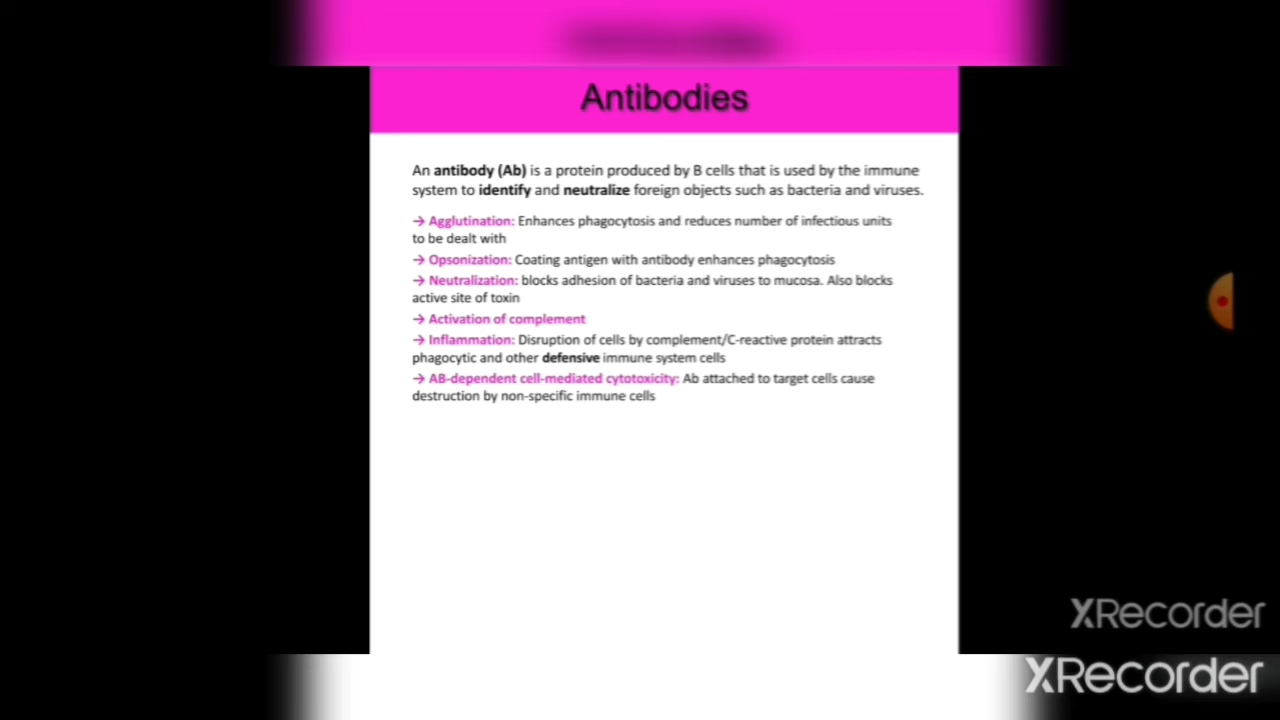 Antibodies
An antibody (Ab) is a protein produced by B cells that is used by the immune
system to identify and neutralize foreign objects such as bacteria and viruses.
→ Agglutination: Enhances phagocytosis and reduces number of infectious units
to be dealt with
→ Opsonization: Coating antigen with antibody enhances phagocytosis
→ Neutralization: blocks adhesion of bacteria and viruses to mucosa. Also blocks
active site of toxin
→ Activation of complement
→ Inflammation: Disruption of cells by complement/C-reactive protein attracts
phagocytic and other defensive immune system cells
→ AB-dependent cell-mediated cytotoxicity: Ab attached to target cells cause
destruction by non-specific immune cells
XRecorder
XRecorder